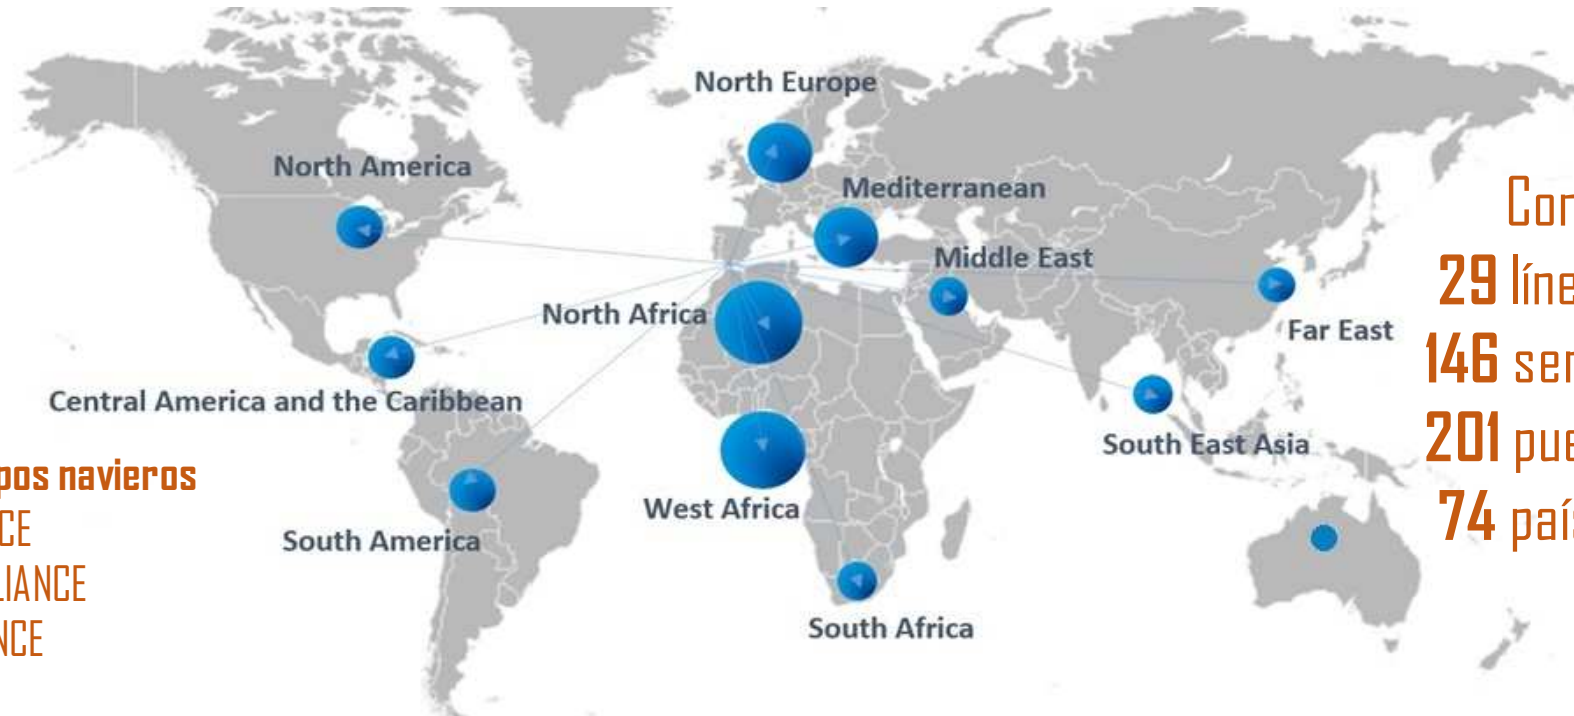 North Europe
North America
Mediterranean
Middle East
North Africa
Far East
Central America and the Caribbean
South East Asia
West Africa
South America
South Africa
pos navieros
CE
LIANCE
NCE
Con
29 líne
146 ser
201 pue
74 país